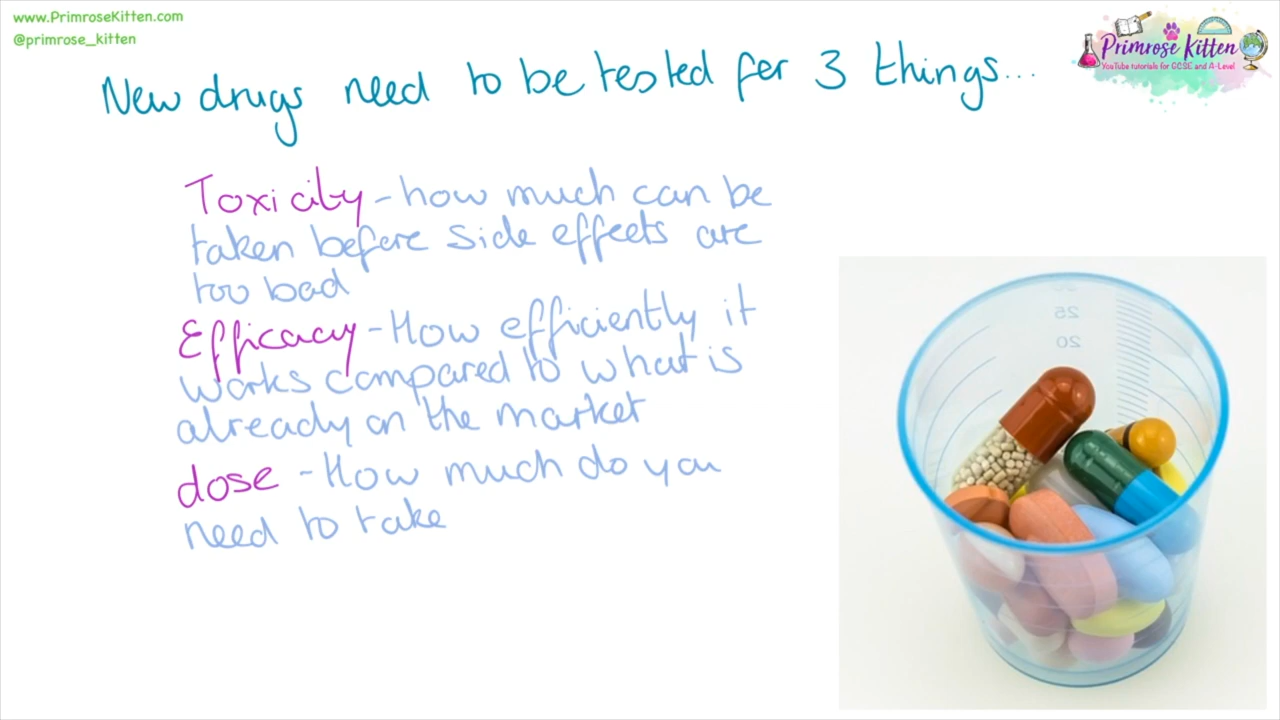 www.PrimroseKitten.com
@primrose_kitten
Primrose Kitten
YouTube tutorials for GCSE and A-Level
New drugs need to be tested for 3 things...
Toxicity - how much can be
taken before side effects are
too bad
Efficacy - How efficiently it
works compared to what is
already on the market
dose - How much do you
need to take
25
20